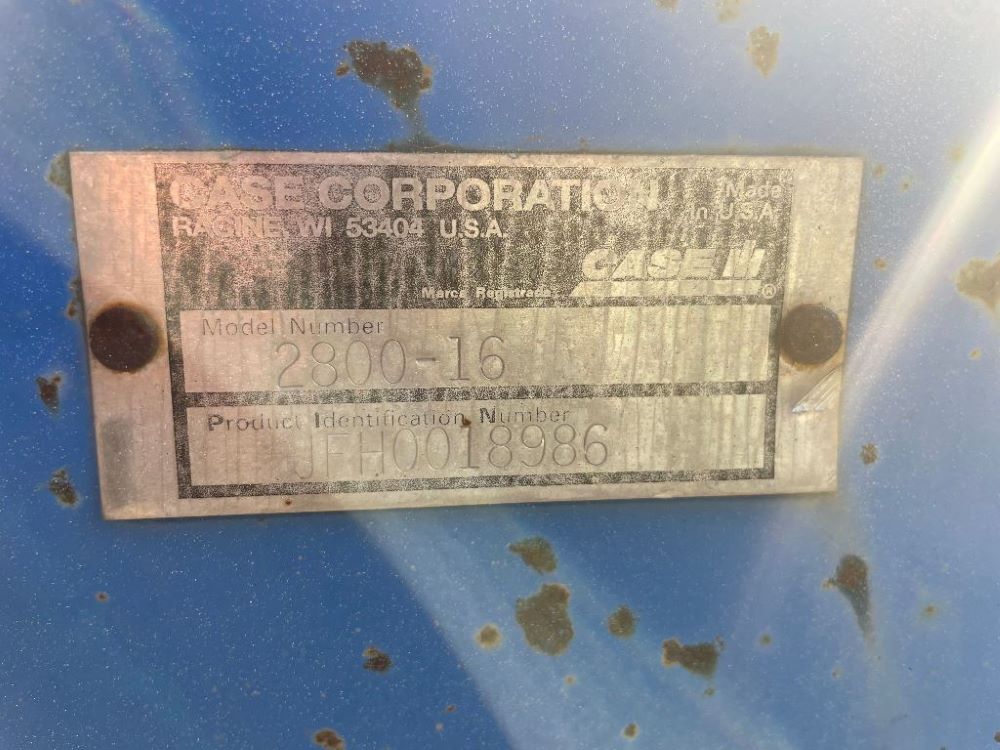 CASE CORPORATION
Made
in U.S.A.
RACINE, WI 53404 U.S.A.
CASE IH
Marca Registrada
®
Model Number
2800-16
Product Identification Number
JFH0018986